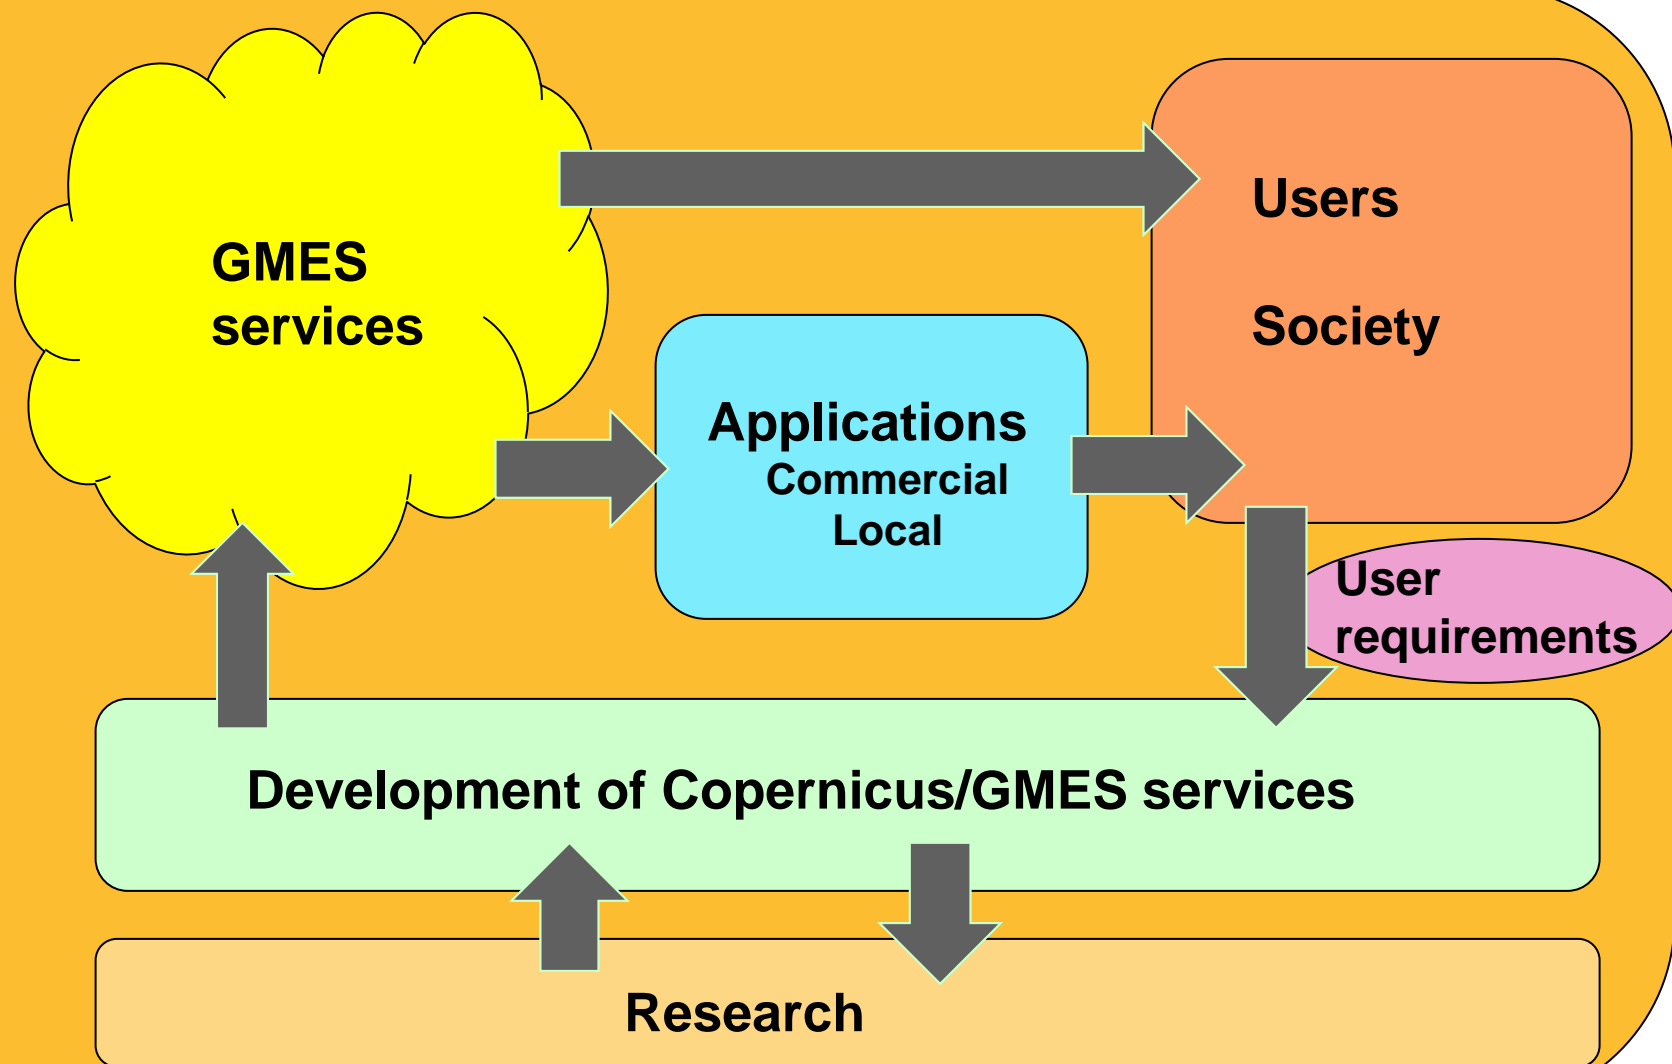 GMES
services
Users
Society
Applications
Commercial
Local
User
requirements
Development of Copernicus/GMES services
Research